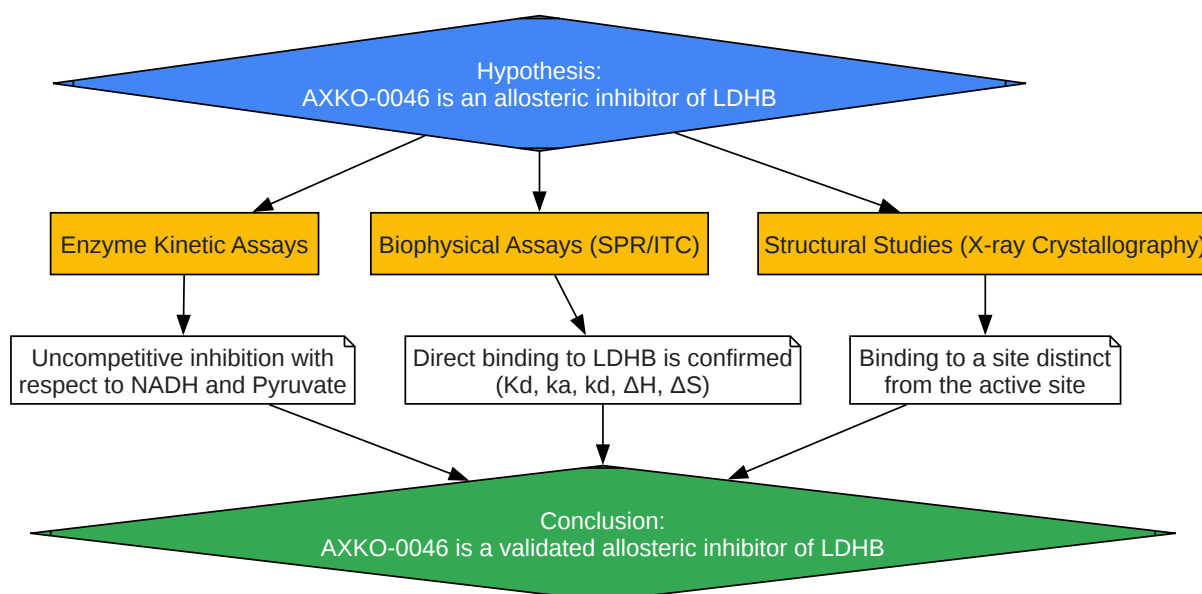 Hypothesis:
AXKO-0046 is an allosteric inhibitor of LDHB
Enzyme Kinetic Assays
Biophysical Assays (SPR/ITC)
Structural Studies (X-ray Crystallography)
Uncompetitive inhibition with
respect to NADH and Pyruvate
Direct binding to LDHB is confirmed
(Kd, ka, kd, ΔH, ΔS)
Binding to a site distinct
from the active site
Conclusion:
AXKO-0046 is a validated allosteric inhibitor of LDHB